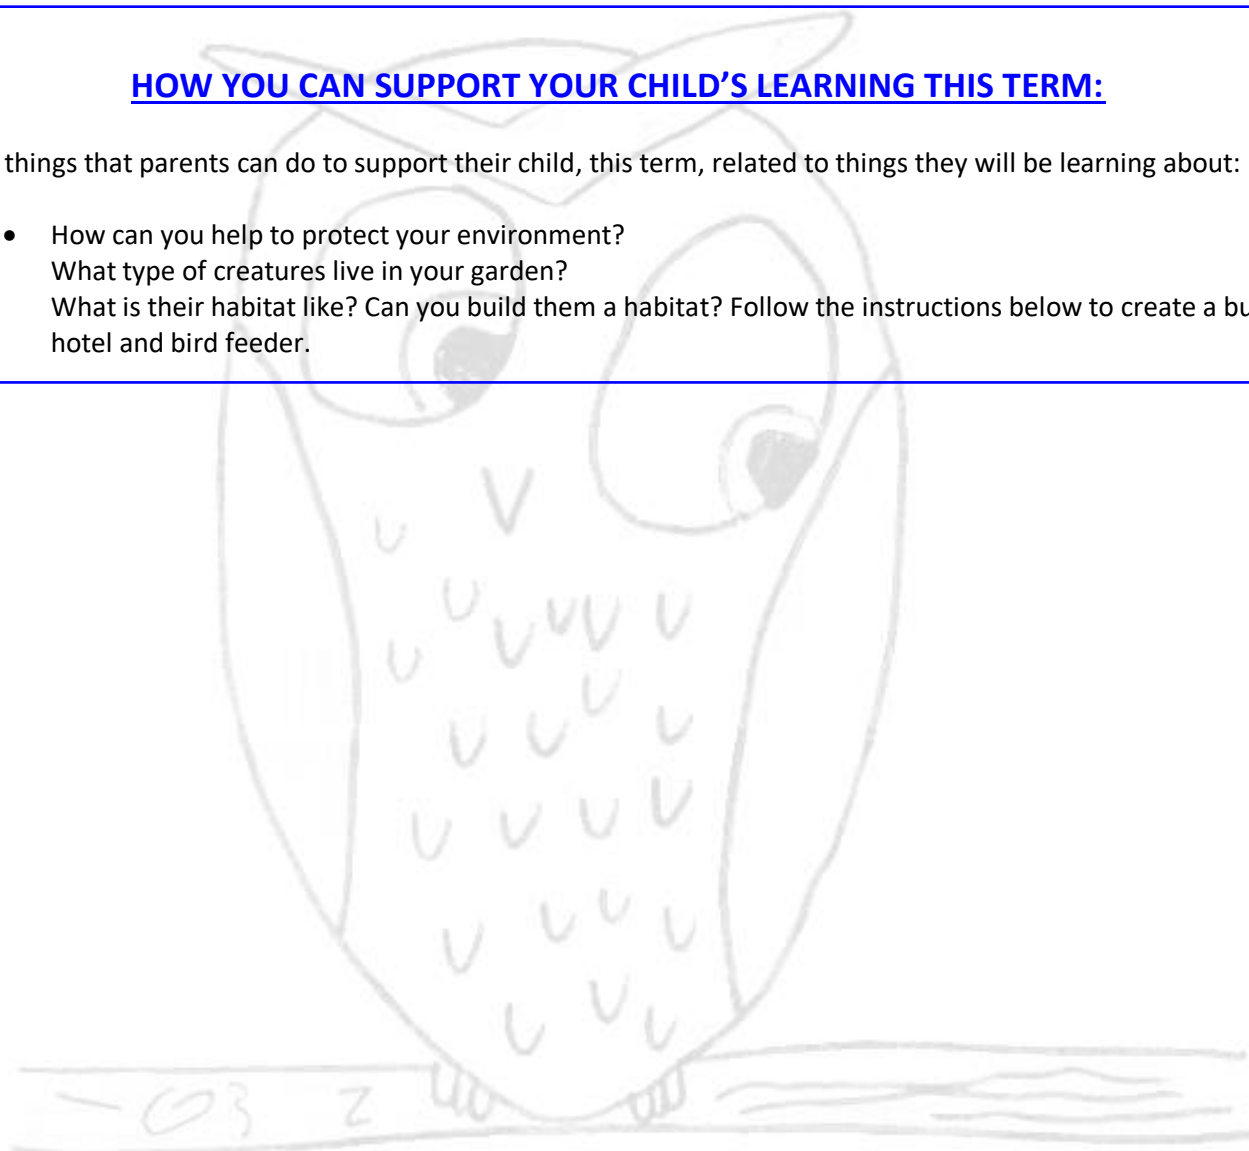 HOW YOU CAN SUPPORT YOUR CHILD’S LEARNING THIS TERM:
things that parents can do to support their child, this term, related to things they will be learning about:
• How can you help to protect your environment?
What type of creatures live in your garden?
What is their habitat like? Can you build them a habitat? Follow the instructions below to create a bu
hotel and bird feeder.